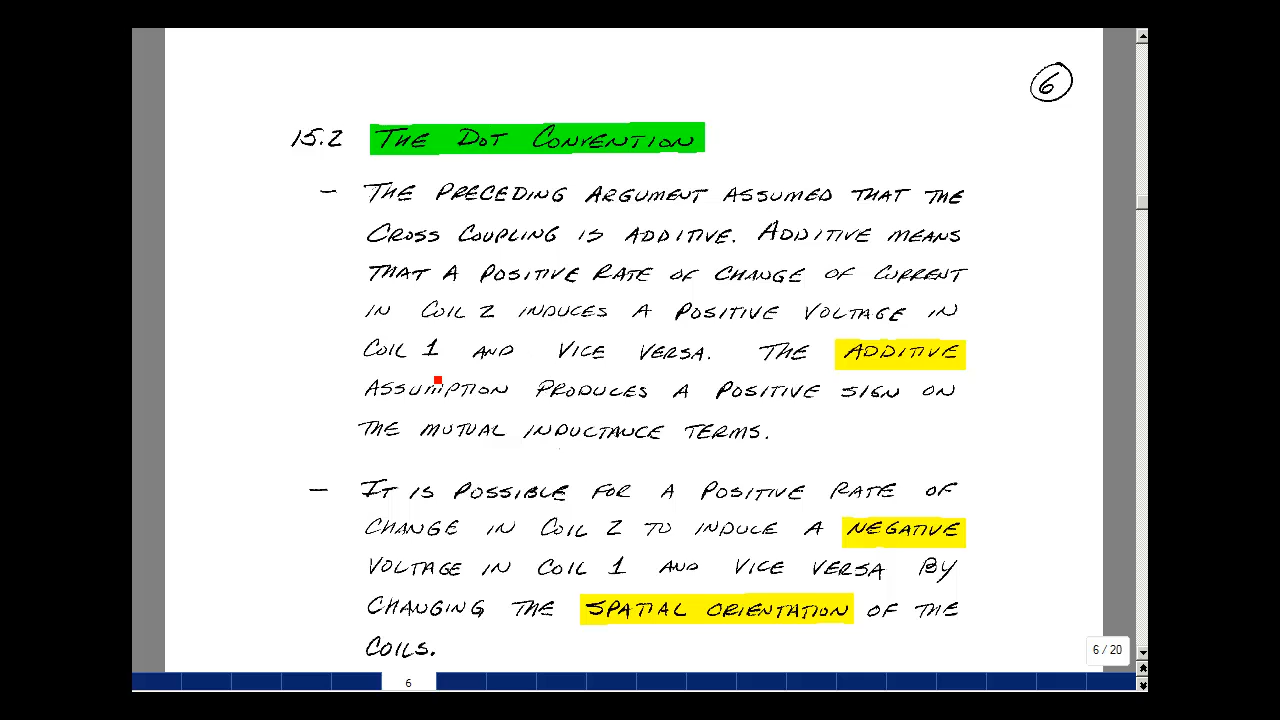 6
15.2 THE DOT CONVENTION
- THE PRECEDING ARGUMENT ASSUMED THAT THE
CROSS COUPLING IS ADDITIVE. ADDITIVE MEANS
THAT A POSITIVE RATE OF CHANGE OF CURRENT
IN COIL 2 INDUCES A POSITIVE VOLTAGE IN
COIL 1 AND VICE VERSA. THE ADDITIVE
ASSUMPTION PRODUCES A POSITIVE SIGN ON
THE MUTUAL INDUCTANCE TERMS.
- IT IS POSSIBLE FOR A POSITIVE RATE OF
CHANGE IN COIL 2 TO INDUCE A NEGATIVE
VOLTAGE IN COIL 1 AND VICE VERSA BY
CHANGING THE SPATIAL ORIENTATION OF THE
COILS.
6 / 20
6